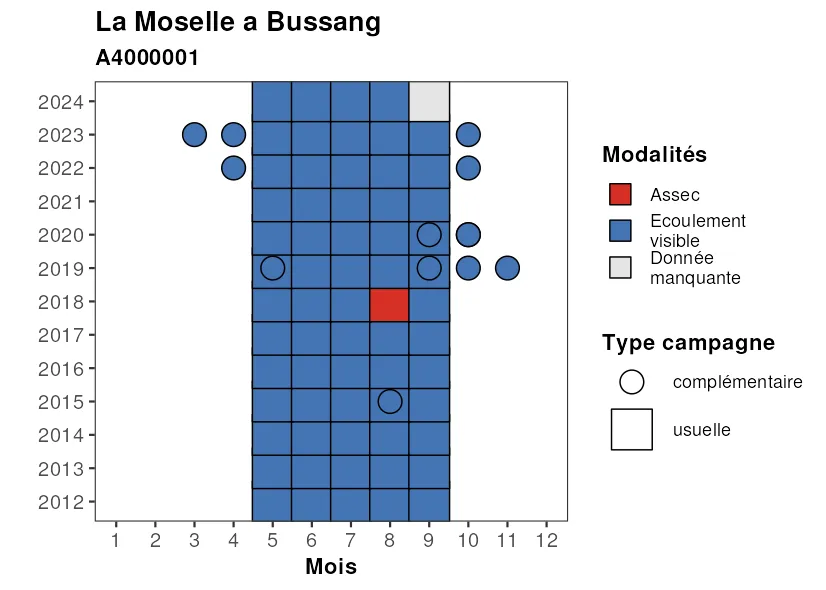 La Moselle a Bussang
A4000001
2024
2023
2022
2021
2020
2019
2018
2017
2016
2015
2014
2013
2012
1 2 3 4 5 6 7 8 9 10 11 12
Mois
Modalités
Assec
Ecoulement
visible
Donnée
manquante
Type campagne
complémentaire
usuelle